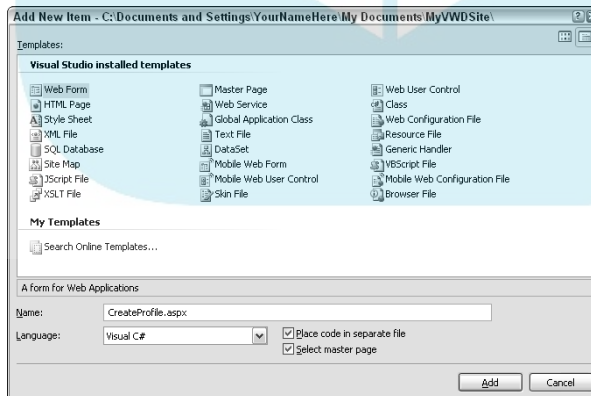 Add New Item - C:\Documents and Settings\YourNameHere\My Documents\MyVWDSite\
Templates:
Visual Studio installed templates
Web Form Master Page Web User Control
HTML Page Web Service Class
Style Sheet Global Application Class Web Configuration File
XML File Text File Resource File
SQL Database DataSet Generic Handler
Site Map Mobile Web Form VBScript File
JScript File Mobile Web User Control Mobile Web Configuration File
XSLT File Skin File Browser File
My Templates
Search Online Templates...
A form for Web Applications
Name: CreateProfile.aspx
Language: Visual C# Place code in separate file
Select master page
Add Cancel